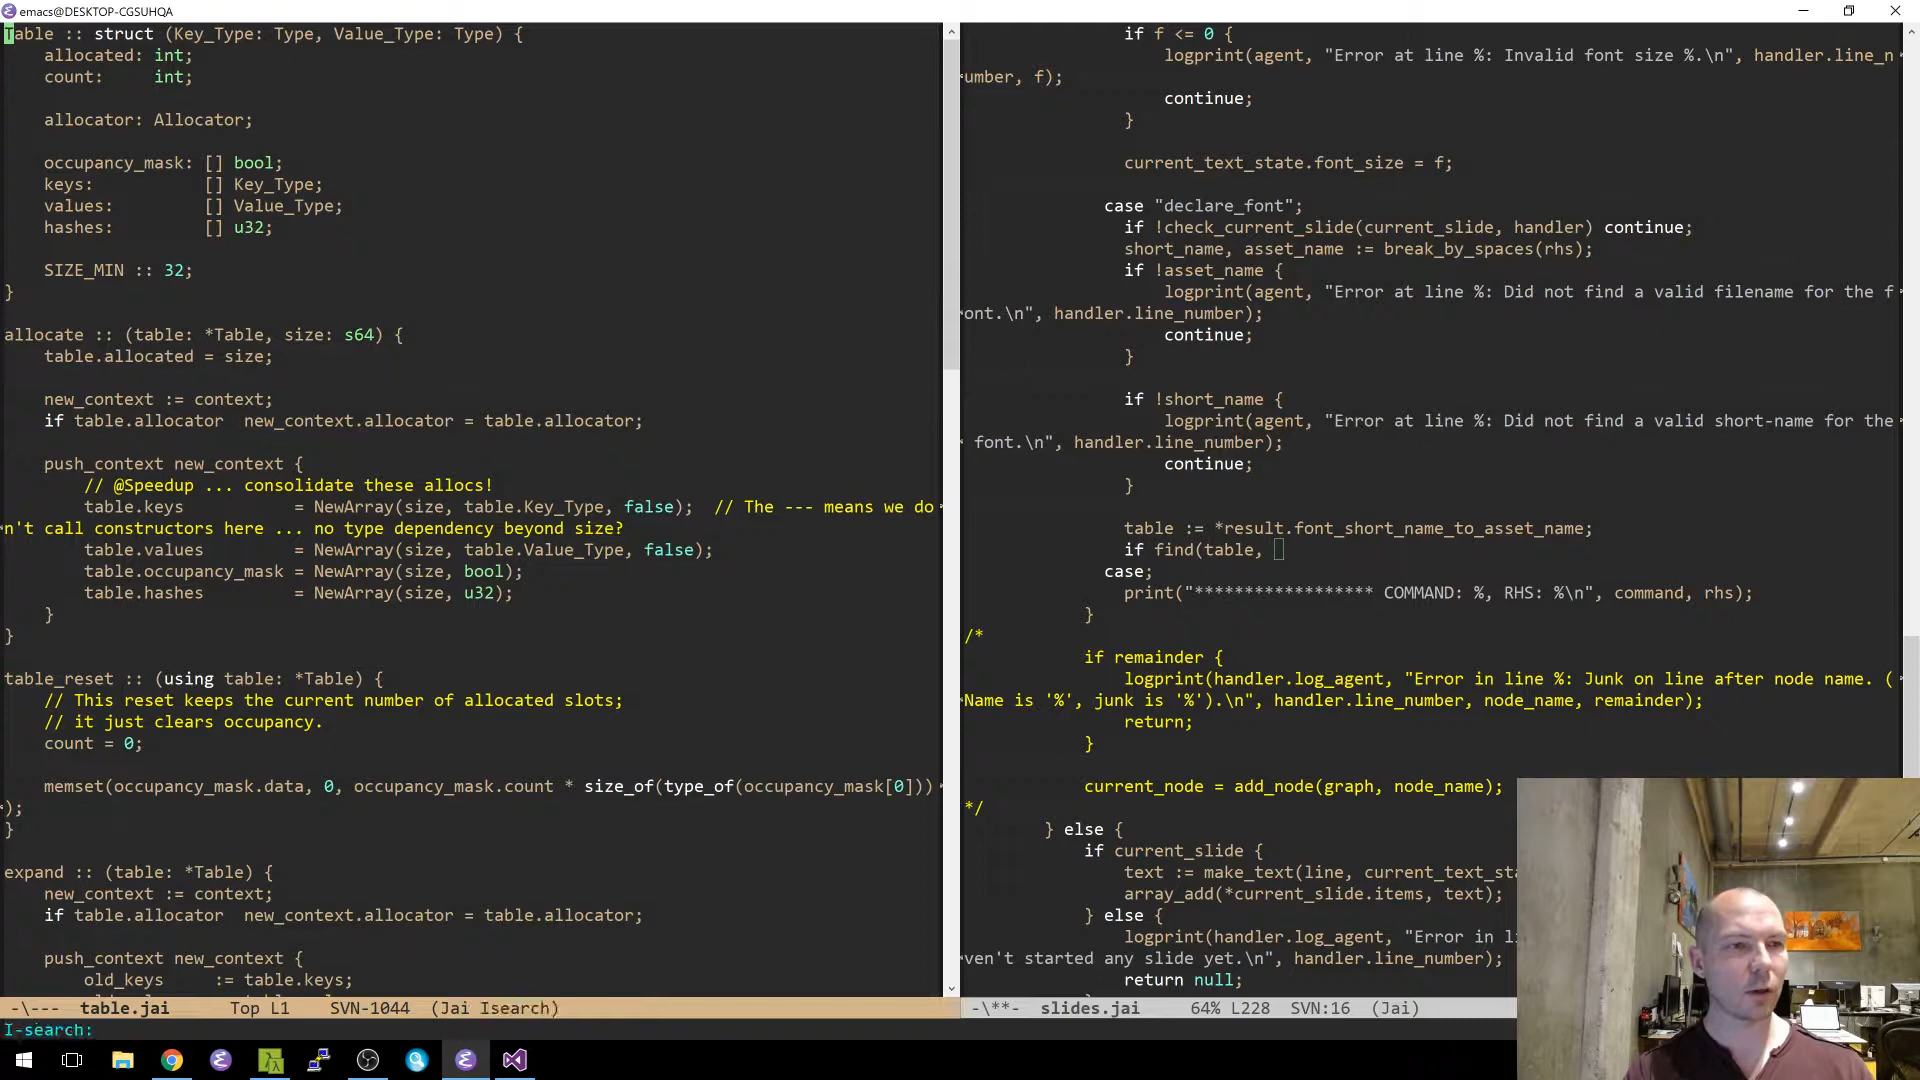 emacs@DESKTOP-CGSUHQA
Table :: struct (Key_Type: Type, Value_Type: Type) {
    allocated: int;
    count:     int;

    allocator: Allocator;

    occupancy_mask: [] bool;
    keys:           [] Key_Type;
    values:         [] Value_Type;
    hashes:         [] u32;

    SIZE_MIN :: 32;
}

allocate :: (table: *Table, size: s64) {
    table.allocated = size;

    new_context := context;
    if table.allocator  new_context.allocator = table.allocator;

    push_context new_context {
        // @Speedup ... consolidate these allocs!
        table.keys           = NewArray(size, table.Key_Type, false);  // The --- means we do
n't call constructors here ... no type dependency beyond size?
        table.values         = NewArray(size, table.Value_Type, false);
        table.occupancy_mask = NewArray(size, bool);
        table.hashes         = NewArray(size, u32);
    }
}

table_reset :: (using table: *Table) {
    // This reset keeps the current number of allocated slots;
    // it just clears occupancy.
    count = 0;

    memset(occupancy_mask.data, 0, occupancy_mask.count * size_of(type_of(occupancy_mask[0]))
);
}

expand :: (table: *Table) {
    new_context := context;
    if table.allocator  new_context.allocator = table.allocator;

    push_context new_context {
        old_keys      := table.keys;
-\---  table.jai      Top L1    SVN-1044  (Jai Isearch)
I-search:
                if f <= 0 {
                    logprint(agent, "Error at line %: Invalid font size %.\n", handler.line_n
umber, f);
                    continue;
                }

                current_text_state.font_size = f;

              case "declare_font";
                if !check_current_slide(current_slide, handler) continue;
                short_name, asset_name := break_by_spaces(rhs);
                if !asset_name {
                    logprint(agent, "Error at line %: Did not find a valid filename for the f
ont.\n", handler.line_number);
                    continue;
                }

                if !short_name {
                    logprint(agent, "Error at line %: Did not find a valid short-name for the
 font.\n", handler.line_number);
                    continue;
                }

                table := *result.font_short_name_to_asset_name;
                if find(table, 
              case;
                print("****************** COMMAND: %, RHS: %\n", command, rhs);
            }
/*
            if remainder {
                logprint(handler.log_agent, "Error in line %: Junk on line after node name. (
Name is '%', junk is '%').\n", handler.line_number, node_name, remainder);
                return;
            }

            current_node = add_node(graph, node_name);
*/
        } else {
            if current_slide {
                text := make_text(line, current_text_sta
                array_add(*current_slide.items, text);
            } else {
                logprint(handler.log_agent, "Error in li
ven't started any slide yet.\n", handler.line_number);
                return null;
-\**-  slides.jai     64% L228  SVN:16  (Jai)